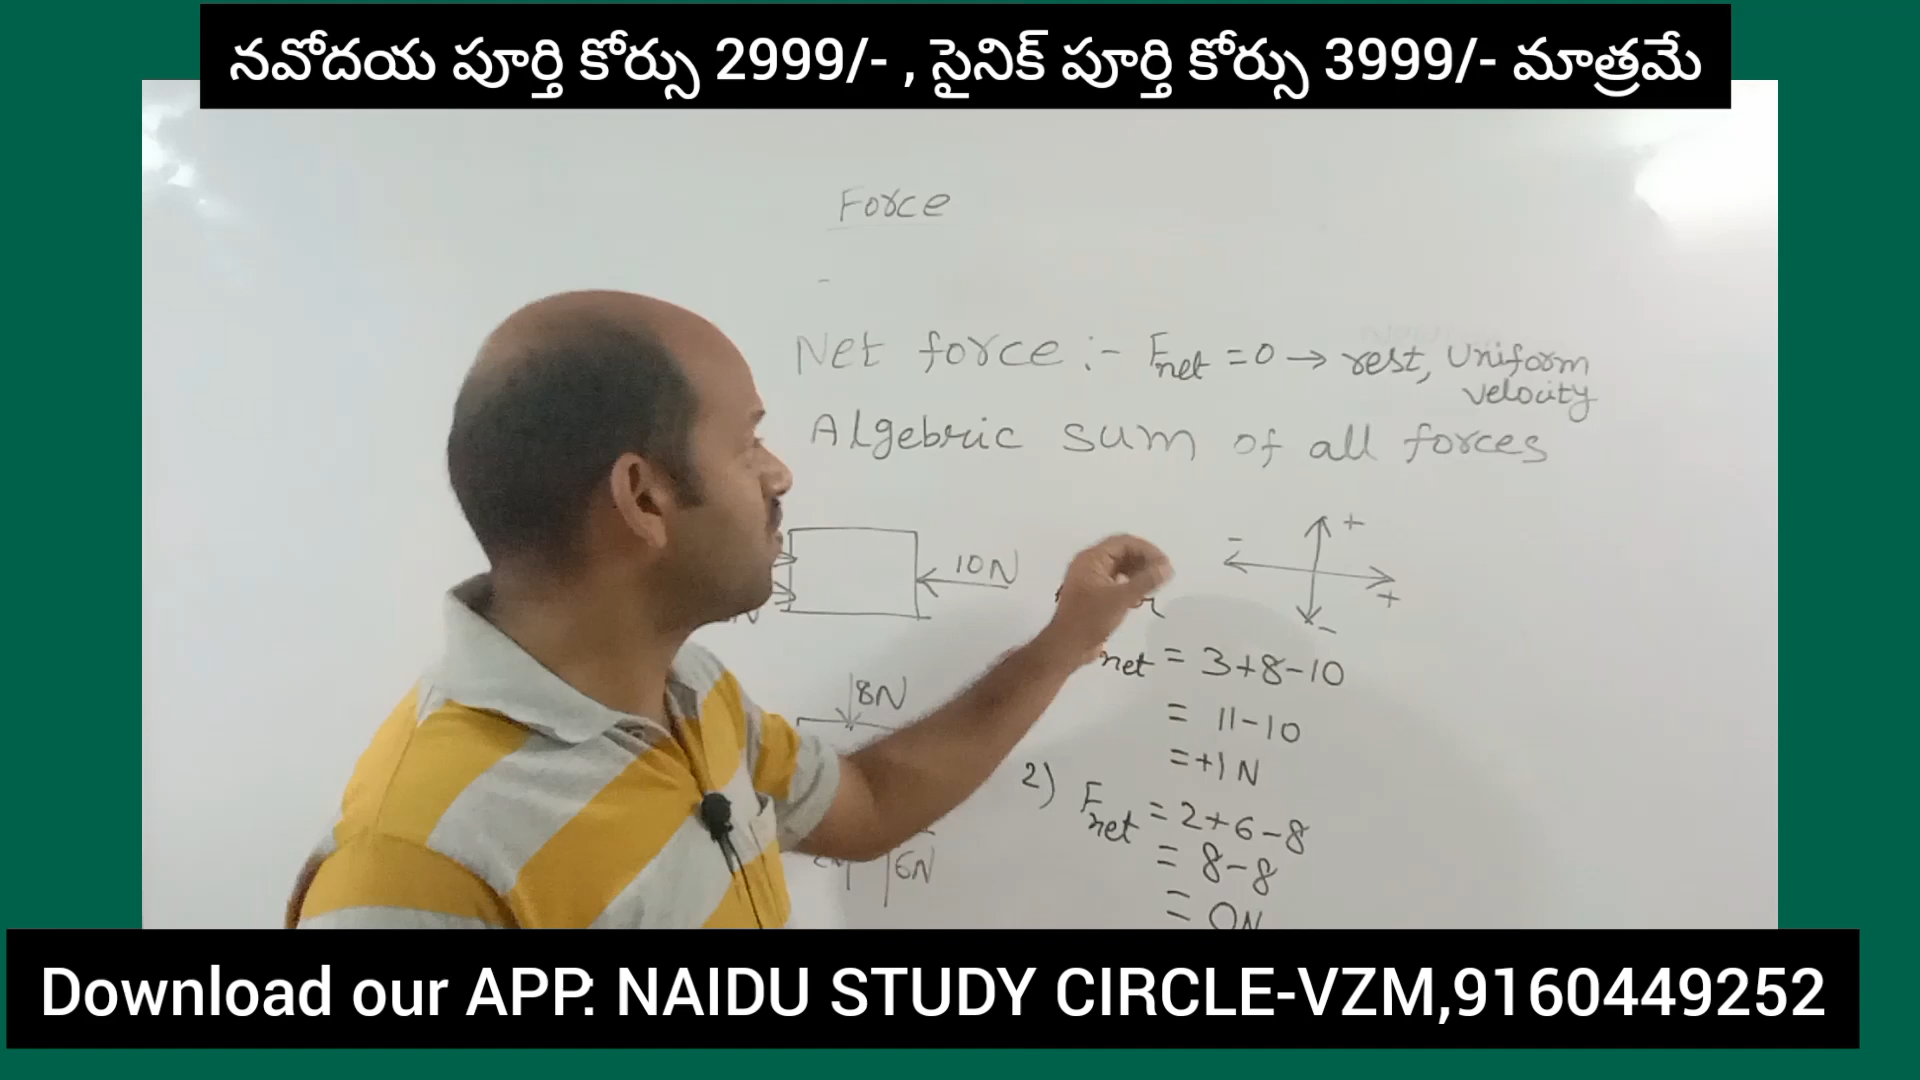 నవోదయ పూర్తి కోర్సు 2999/- , సైనిక్ పూర్తి కోర్సు 3999/- మాత్రమే
Force
Net force :- Fnet = 0 → rest, Uniform
velocity
Algebric sum of all forces
10N
+
-
+
-
net = 3+8-10
= 11-10
= +1 N
8N
2) Fnet = 2+6-8
= 8-8
= 0N
6N
Download our APP: NAIDU STUDY CIRCLE-VZM,9160449252